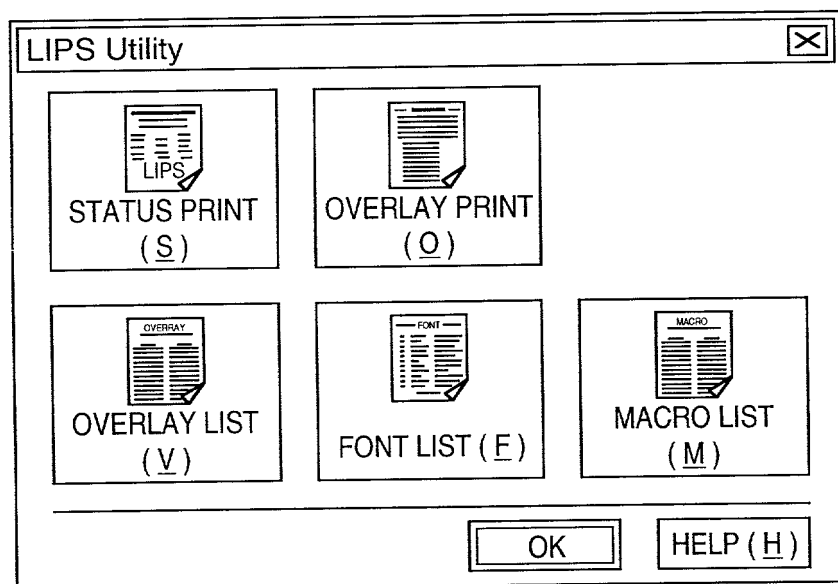 LIPS Utility
LIPS
STATUS PRINT
( S )
OVERLAY PRINT
( O )
OVERRAY
OVERLAY LIST
( V )
FONT
FONT LIST ( F )
MACRO
MACRO LIST
( M )
OK
HELP ( H )